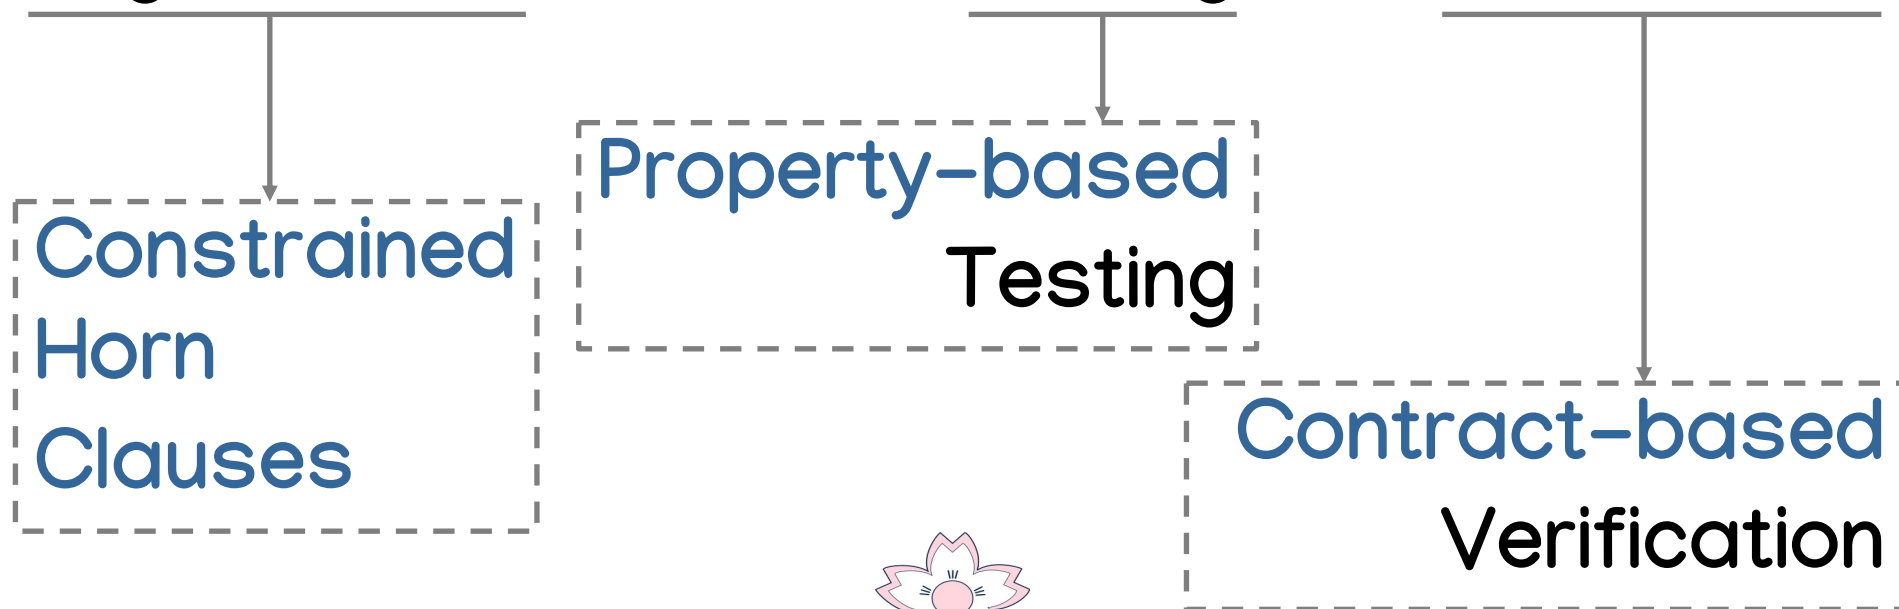 Constrained
Horn
Clauses
Property-based
Testing
Contract-based
Verification